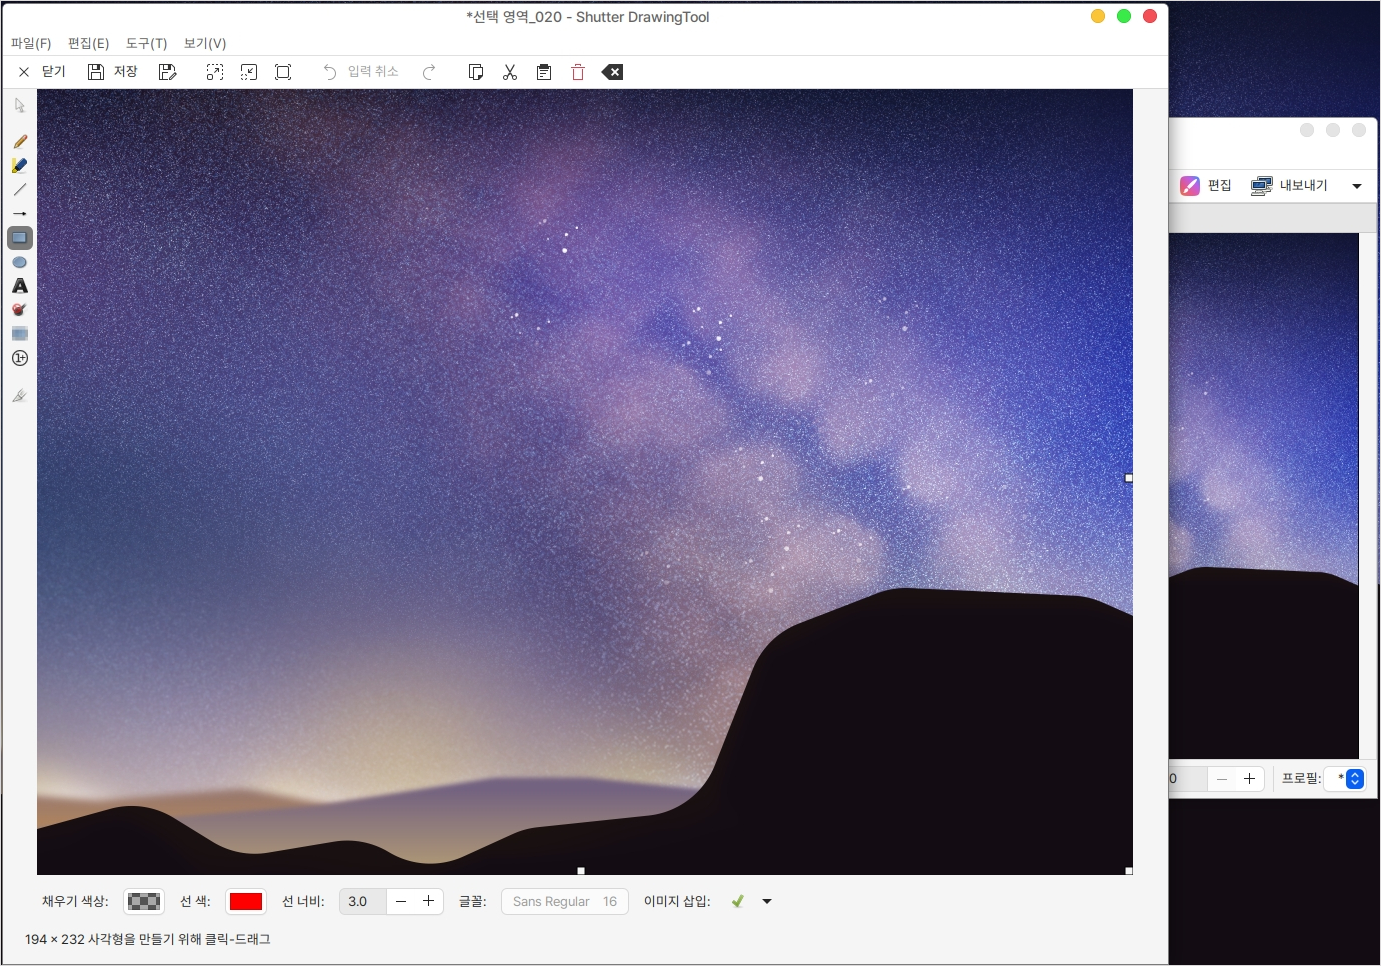 *선택 영역_020 - Shutter DrawingTool
파일(F) 편집(E) 도구(T) 보기(V)
닫기 저장 입력 취소
편집 내보내기
A
1+
0 프로필: *
채우기 색상: 선 색: 선 너비: 3.0 글꼴: Sans Regular 16 이미지 삽입:
194 × 232 사각형을 만들기 위해 클릭-드래그